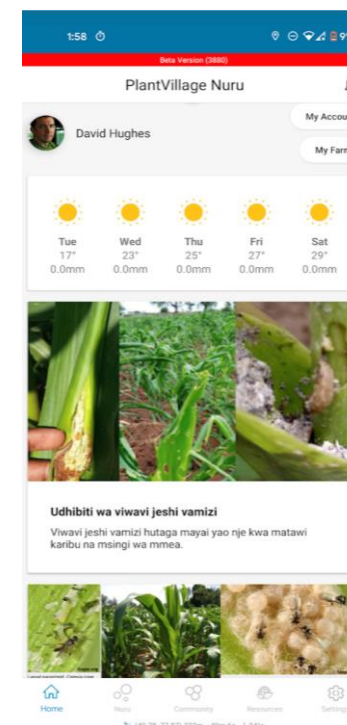 1:58
Beta Version (3880)
PlantVillage Nuru
David Hughes
My Accou
My Farm
Tue Wed Thu Fri Sat
17° 23° 25° 27° 29°
0.0mm 0.0mm 0.0mm 0.0mm 0.0mm
Udhibiti wa viwavi jeshi vamizi
Viwavi jeshi vamizi hutaga mayai yao nje kwa matawi
karibu na msingi wa mmea.
Home Nuru Community Resources Settings